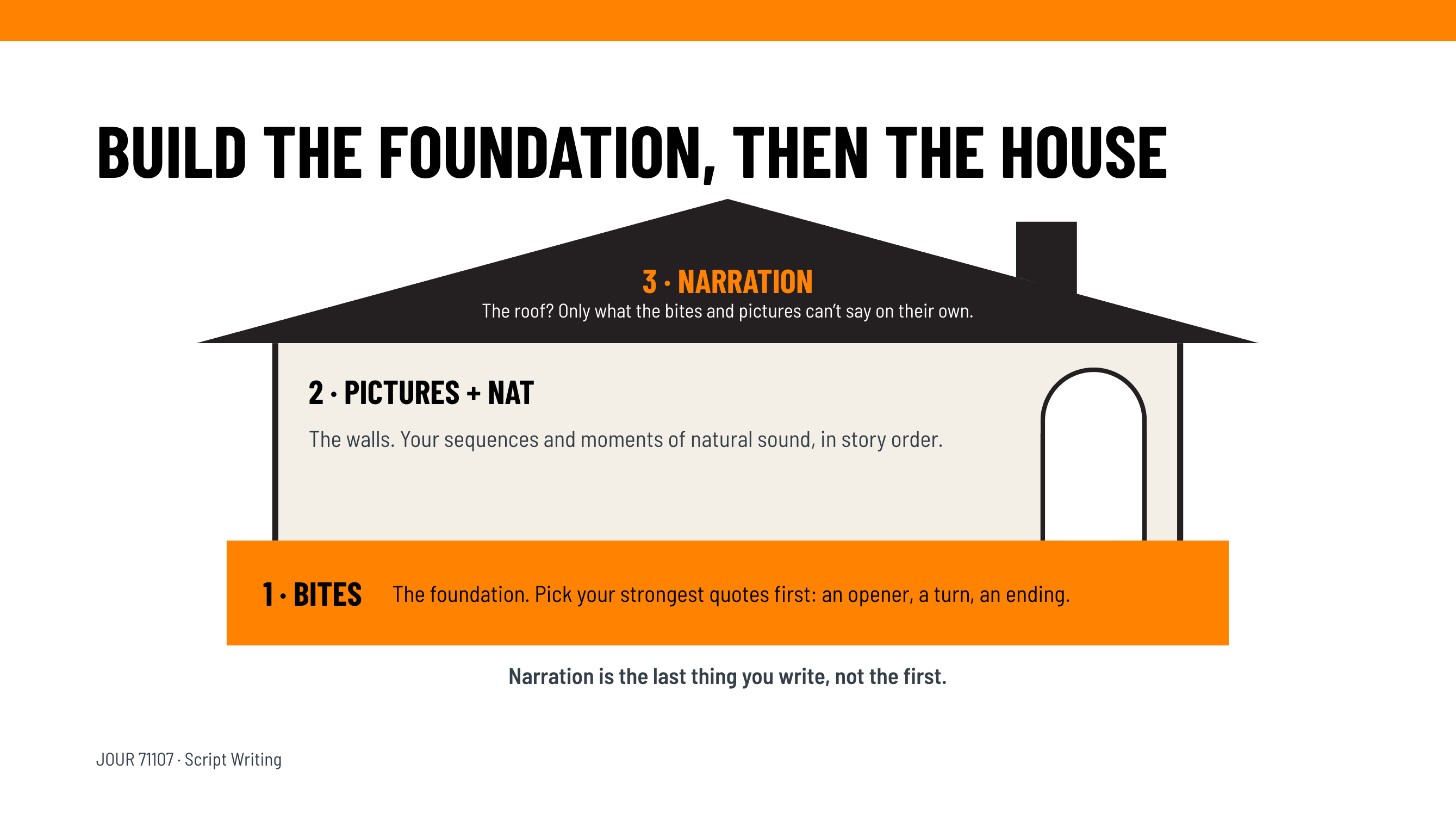 BUILD THE FOUNDATION, THEN THE HOUSE
3 · NARRATION
The roof? Only what the bites and pictures can’t say on their own.
2 · PICTURES + NAT
The walls. Your sequences and moments of natural sound, in story order.
1 · BITES The foundation. Pick your strongest quotes first: an opener, a turn, an ending.
Narration is the last thing you write, not the first.
JOUR 71107 · Script Writing